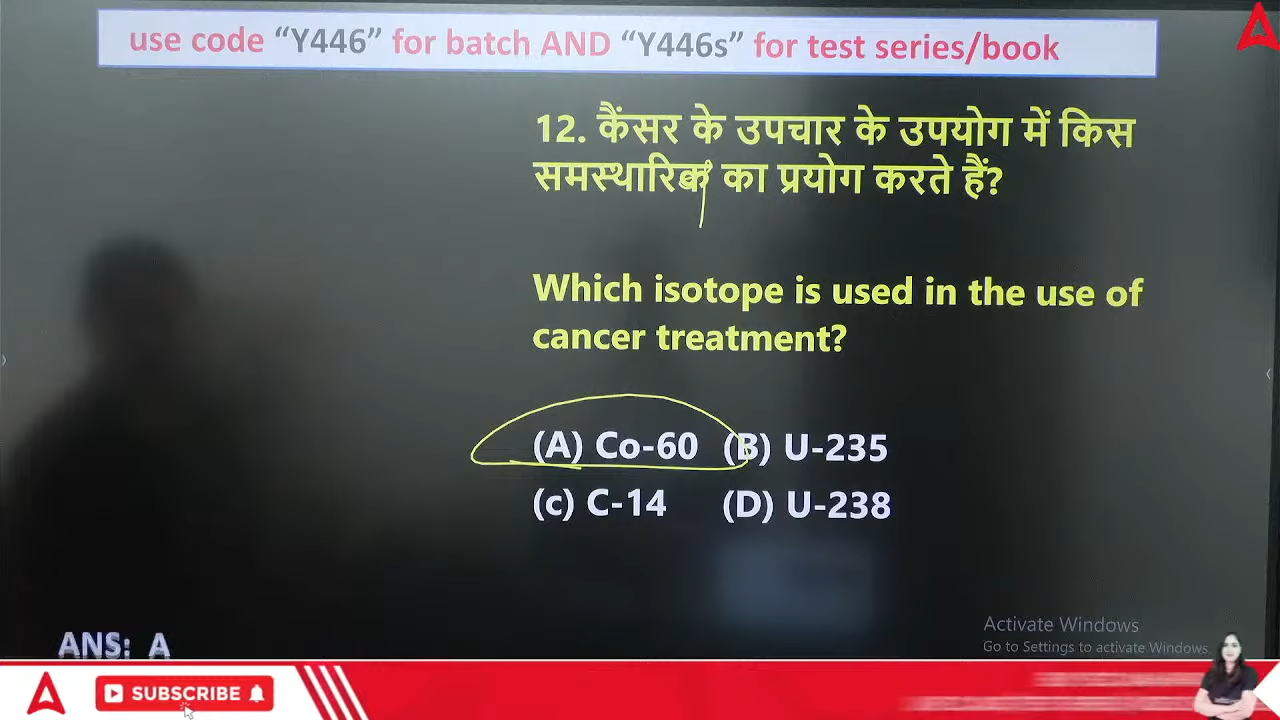 use code “Y446” for batch AND “Y446s” for test series/book
12. कैंसर के उपचार के उपयोग में किस
समस्थारिक का प्रयोग करते हैं?
Which isotope is used in the use of
cancer treatment?
(A) Co-60 (B) U-235
(c) C-14 (D) U-238
ANS: A
Activate Windows
Go to Settings to activate Windows.
SUBSCRIBE